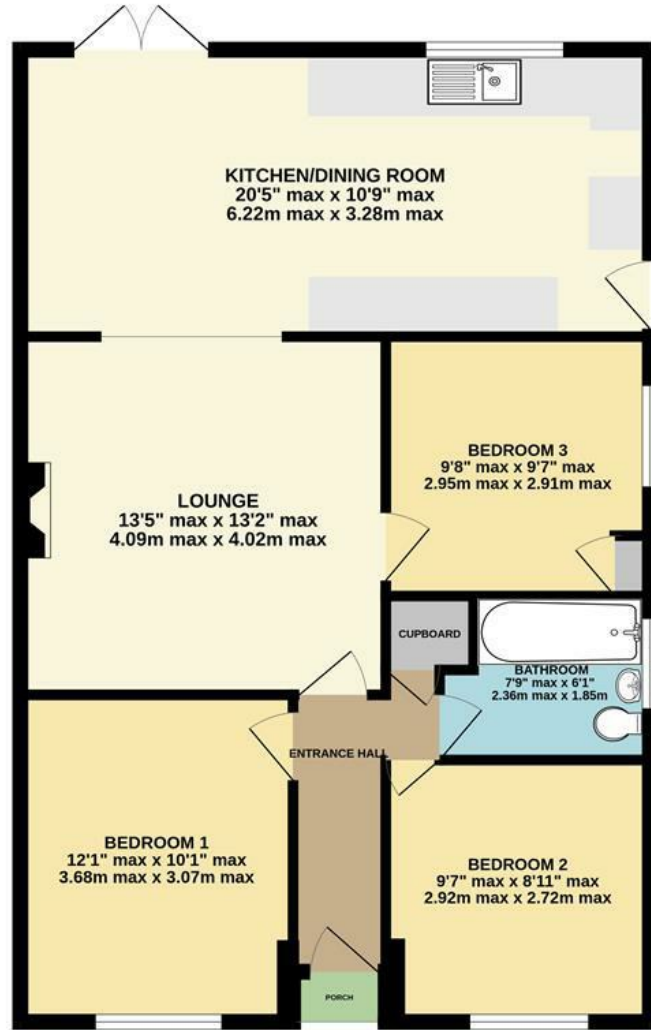 KITCHEN/DINING ROOM
20'5" max x 10'9" max
6.22m max x 3.28m max
LOUNGE
13'5" max x 13'2" max
4.09m max x 4.02m max
BEDROOM 3
9'8" max x 9'7" max
2.95m max x 2.91m max
CUPBOARD
BATHROOM
7'9" max x 6'1"
2.36m max x 1.85m
ENTRANCE HALL
BEDROOM 1
12'1" max x 10'1" max
3.68m max x 3.07m max
BEDROOM 2
9'7" max x 8'11" max
2.92m max x 2.72m max
PORCH